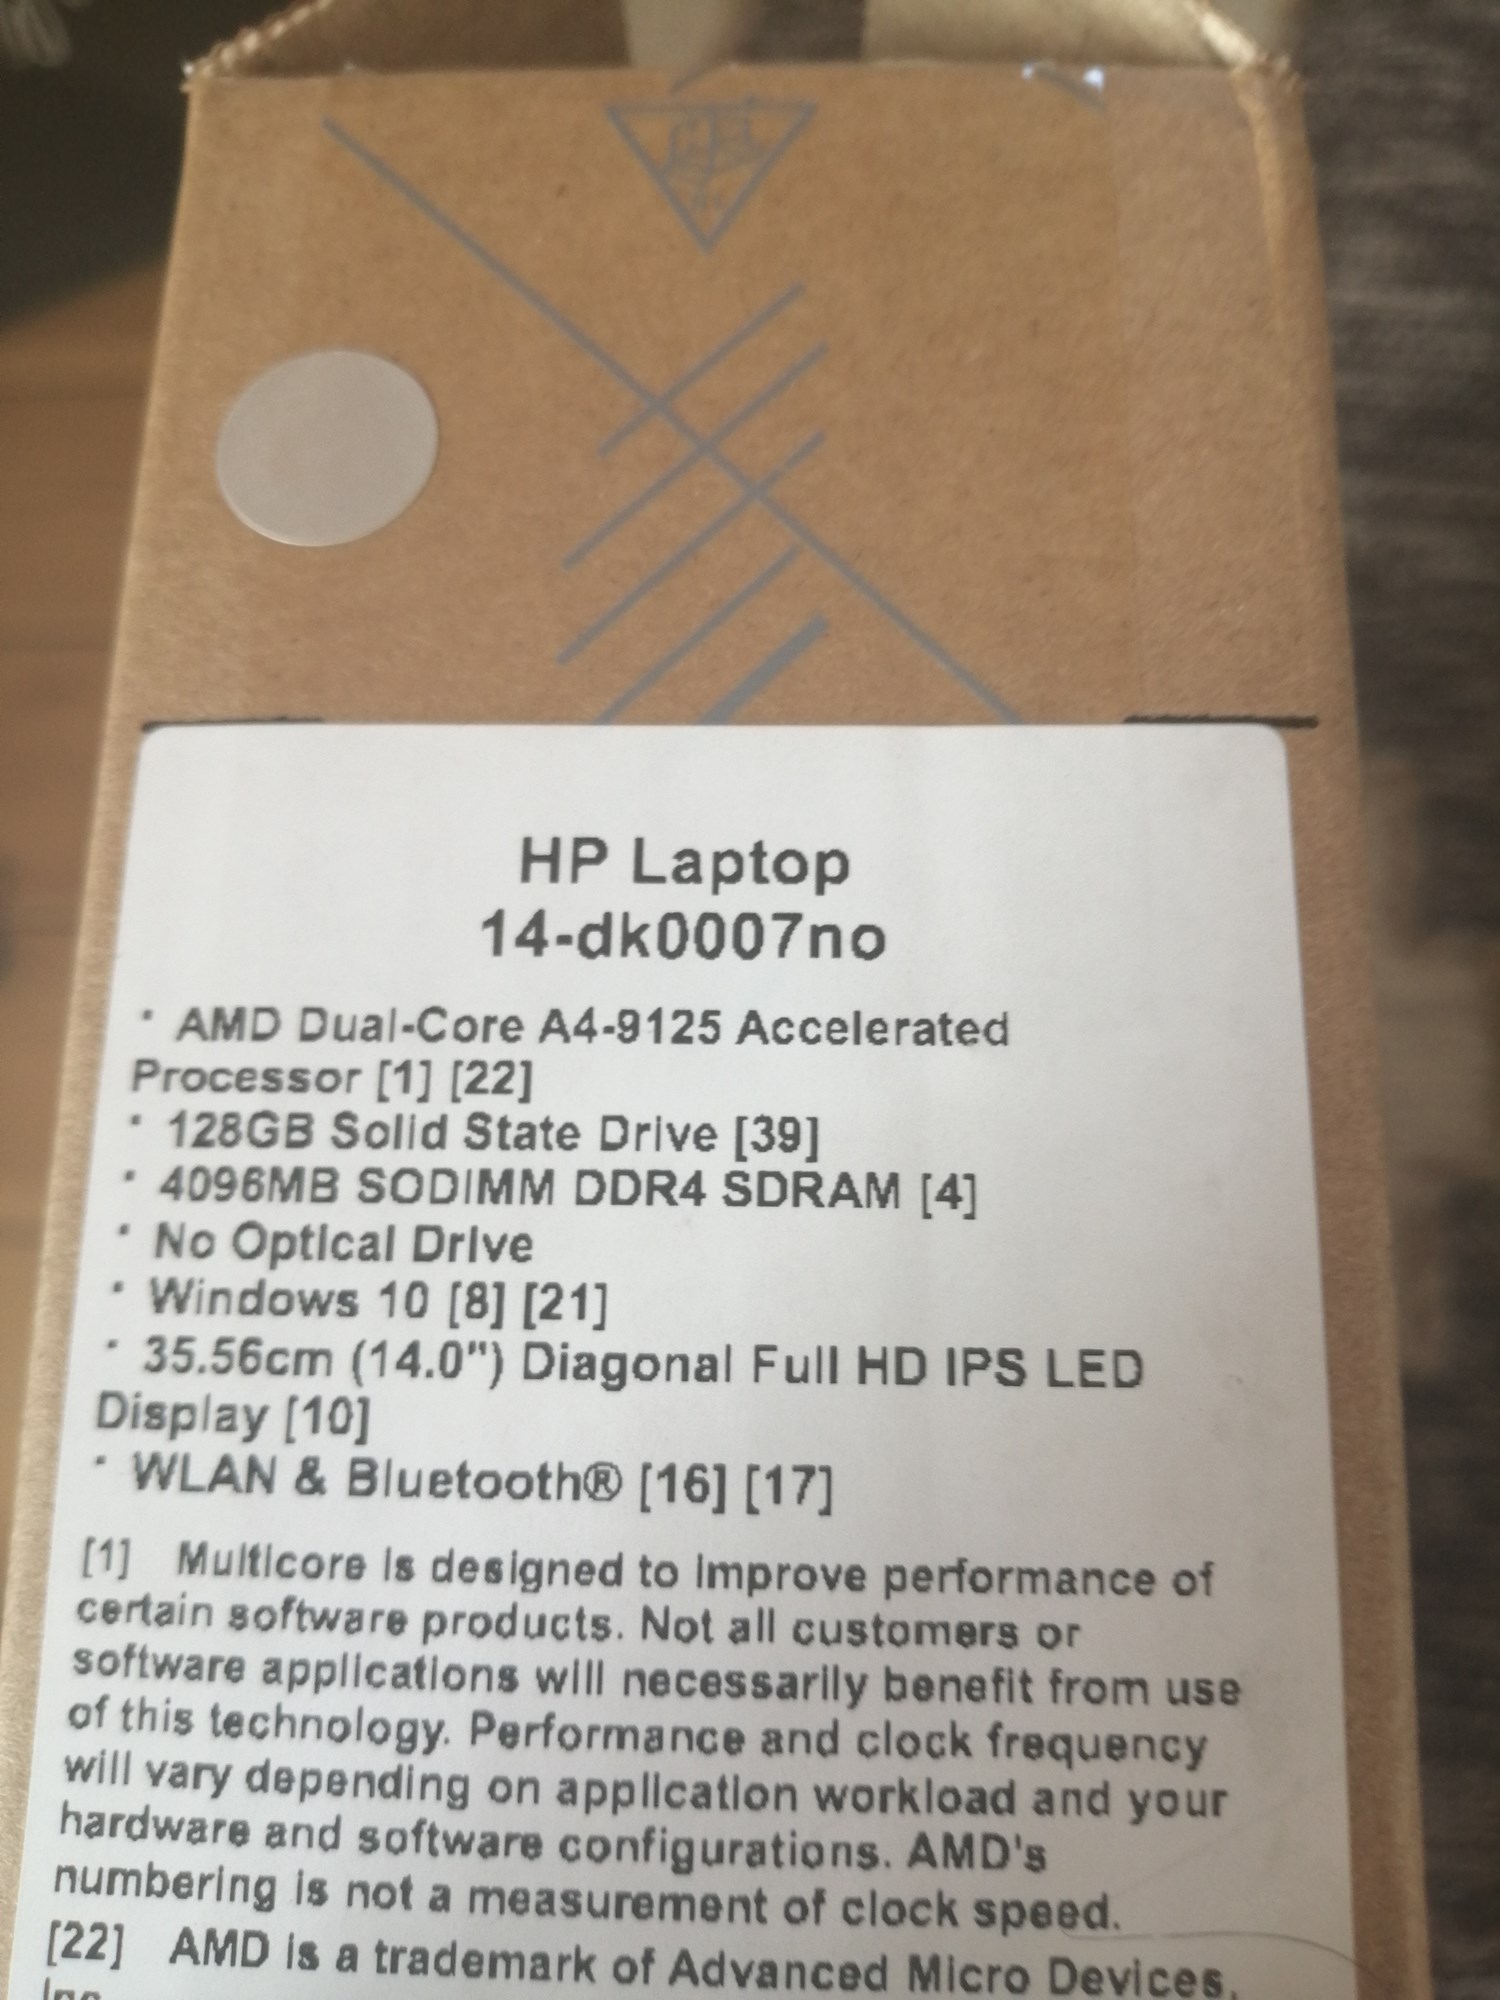 HP Laptop
14-dk0007no
· AMD Dual-Core A4-9125 Accelerated
Processor [1] [22]
· 128GB Solid State Drive [39]
· 4096MB SODIMM DDR4 SDRAM [4]
· No Optical Drive
· Windows 10 [8] [21]
· 35.56cm (14.0") Diagonal Full HD IPS LED
Display [10]
· WLAN & Bluetooth® [16] [17]
[1] Multicore is designed to improve performance of
certain software products. Not all customers or
software applications will necessarily benefit from use
of this technology. Performance and clock frequency
will vary depending on application workload and your
hardware and software configurations. AMD's
numbering is not a measurement of clock speed.
[22] AMD is a trademark of Advanced Micro Devices,
Inc